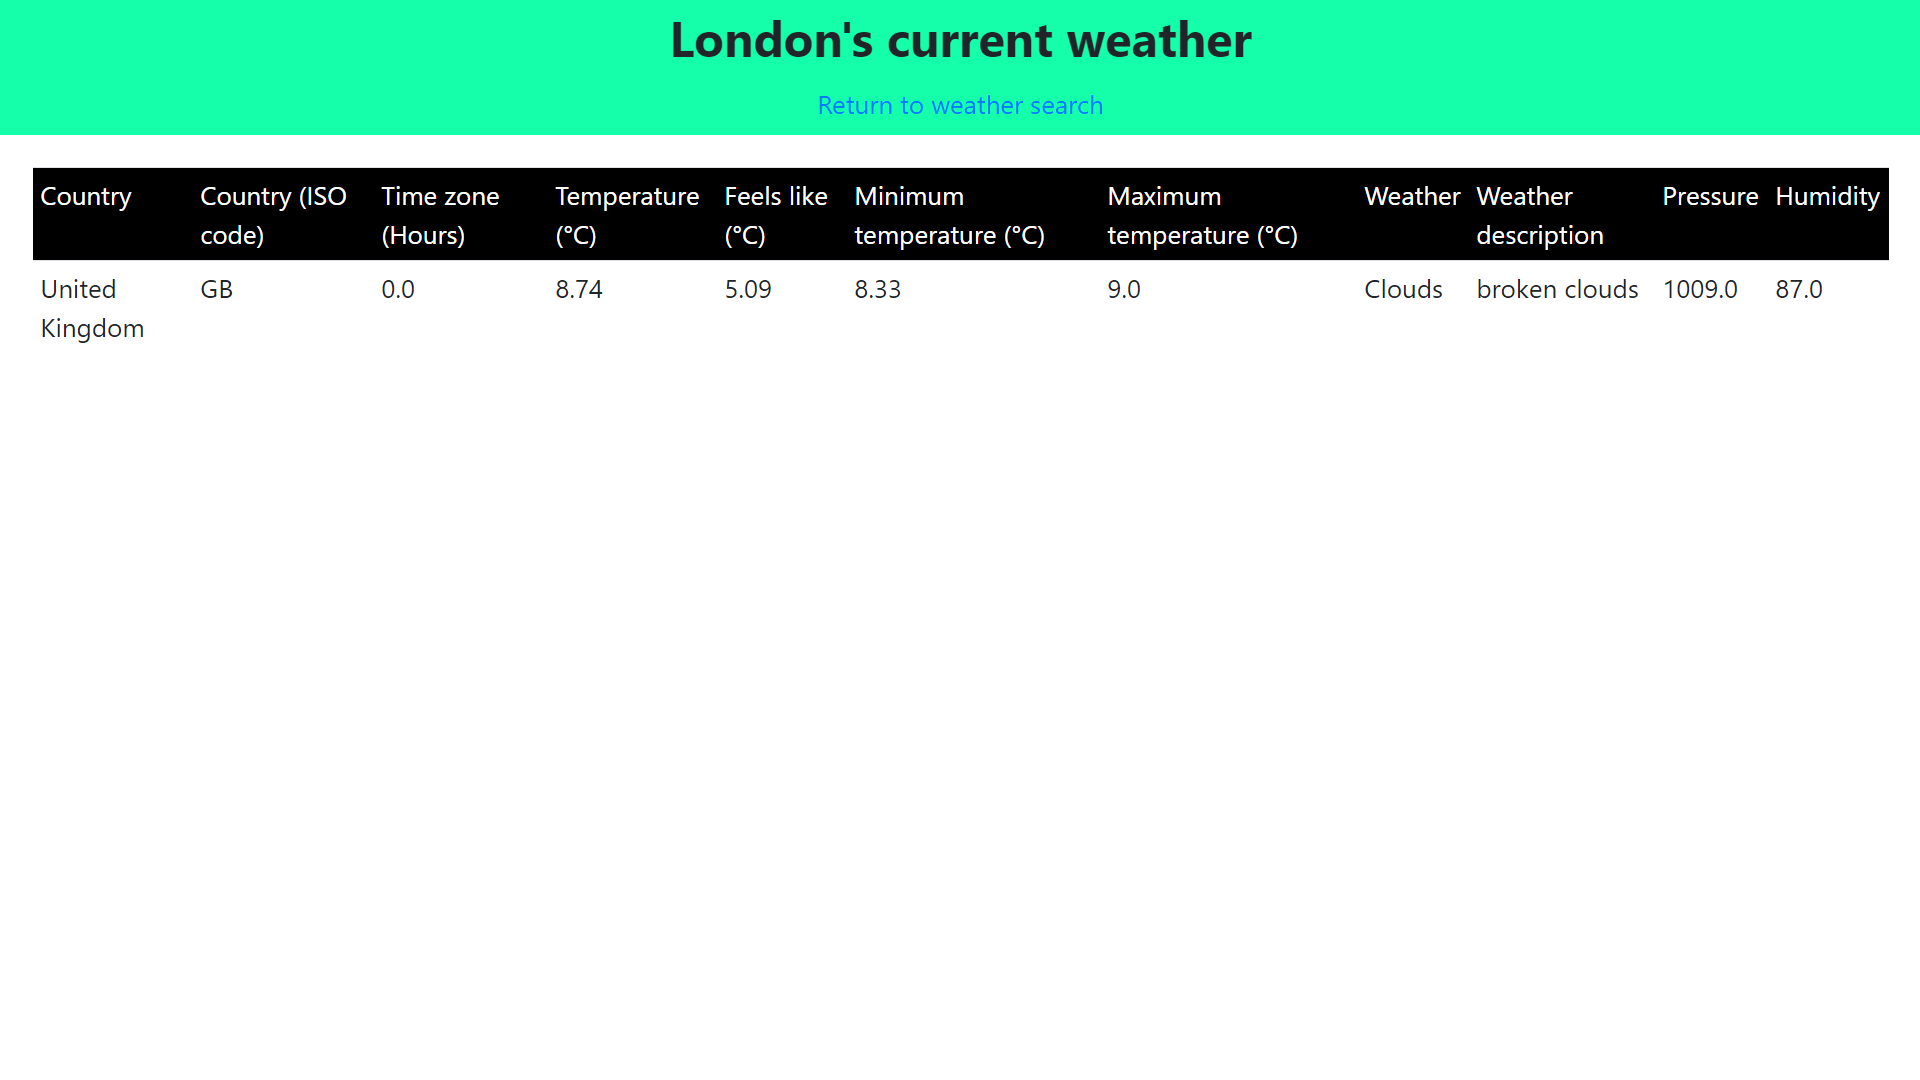 London's current weather
Return to weather search
Country Country (ISO code) Time zone (Hours) Temperature (°C) Feels like (°C) Minimum temperature (°C) Maximum temperature (°C) Weather Weather description Pressure Humidity
United Kingdom GB 0.0 8.74 5.09 8.33 9.0 Clouds broken clouds 1009.0 87.0